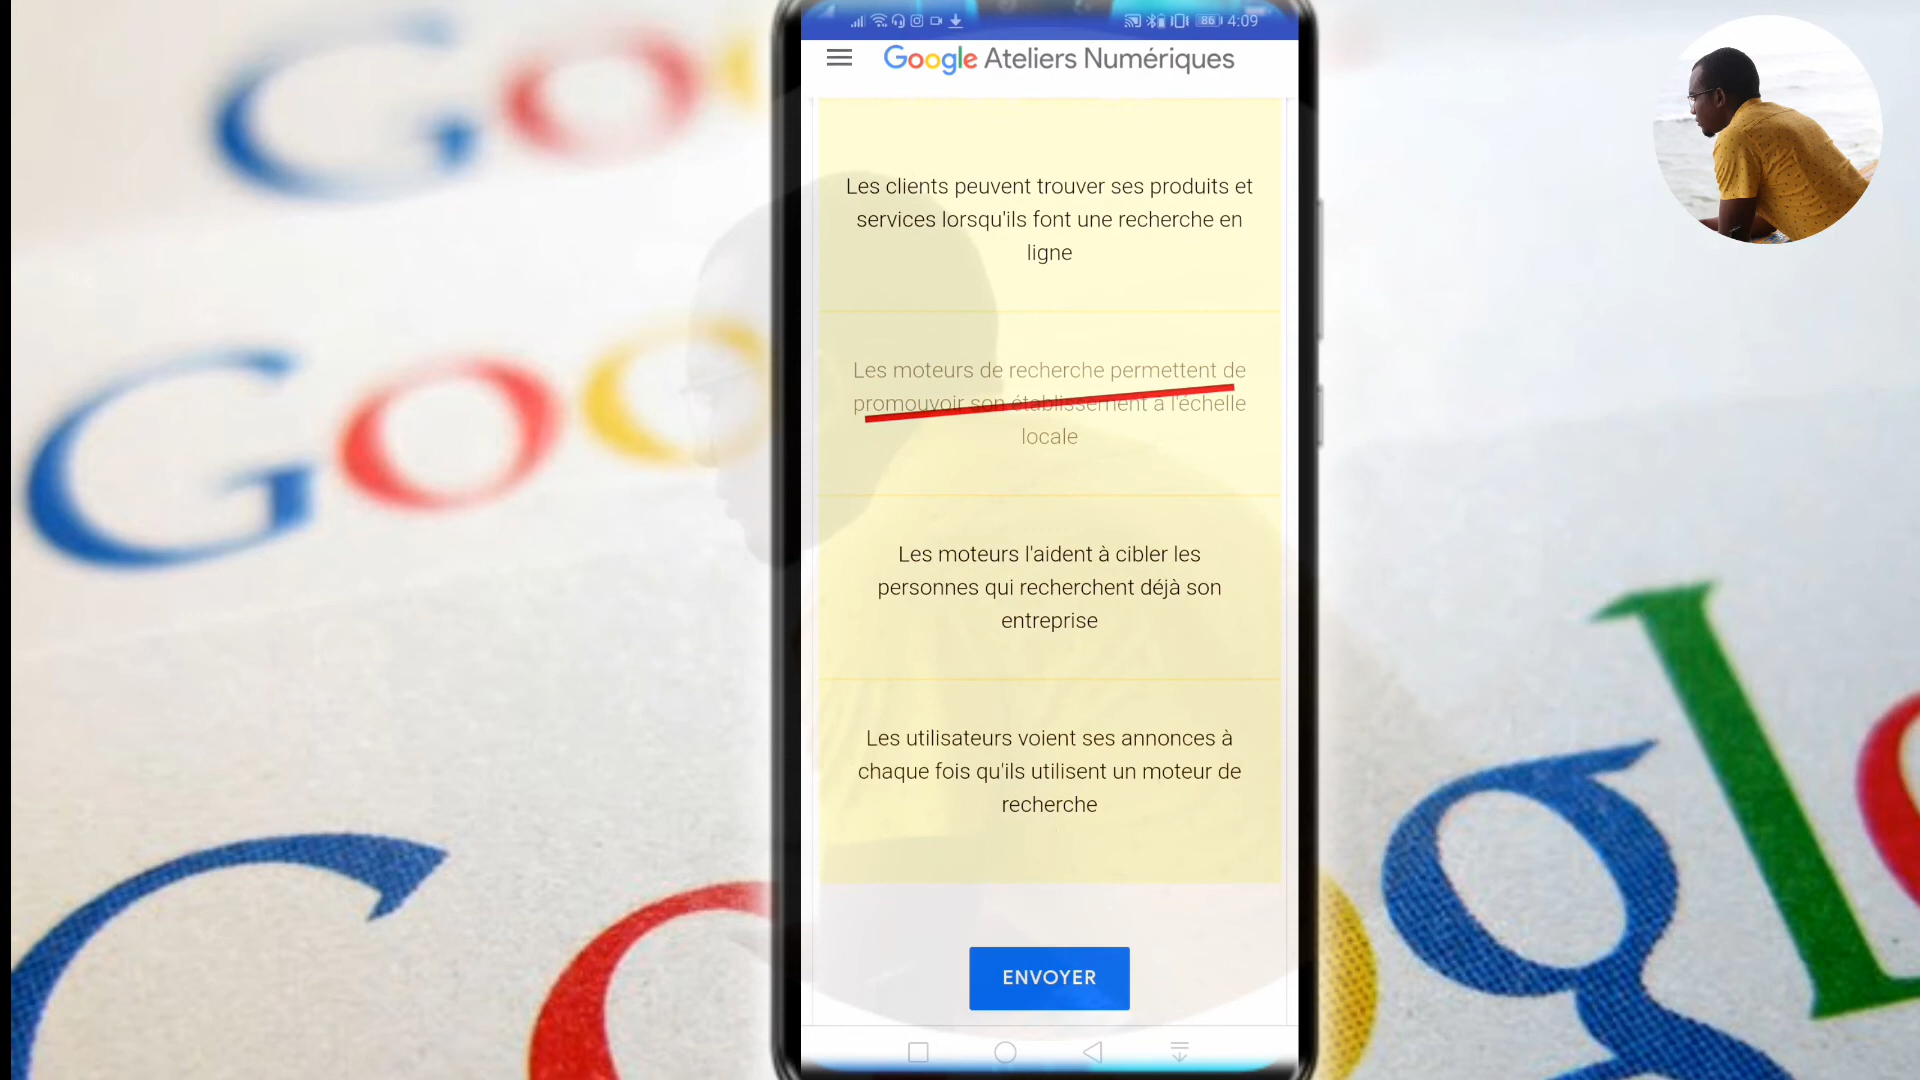 86 4:09
Google Ateliers Numériques
Les clients peuvent trouver ses produits et
services lorsqu'ils font une recherche en
ligne
Les moteurs de recherche permettent de
promouvoir son établissement à l'échelle
locale
Les moteurs l'aident à cibler les
personnes qui recherchent déjà son
entreprise
Les utilisateurs voient ses annonces à
chaque fois qu'ils utilisent un moteur de
recherche
ENVOYER